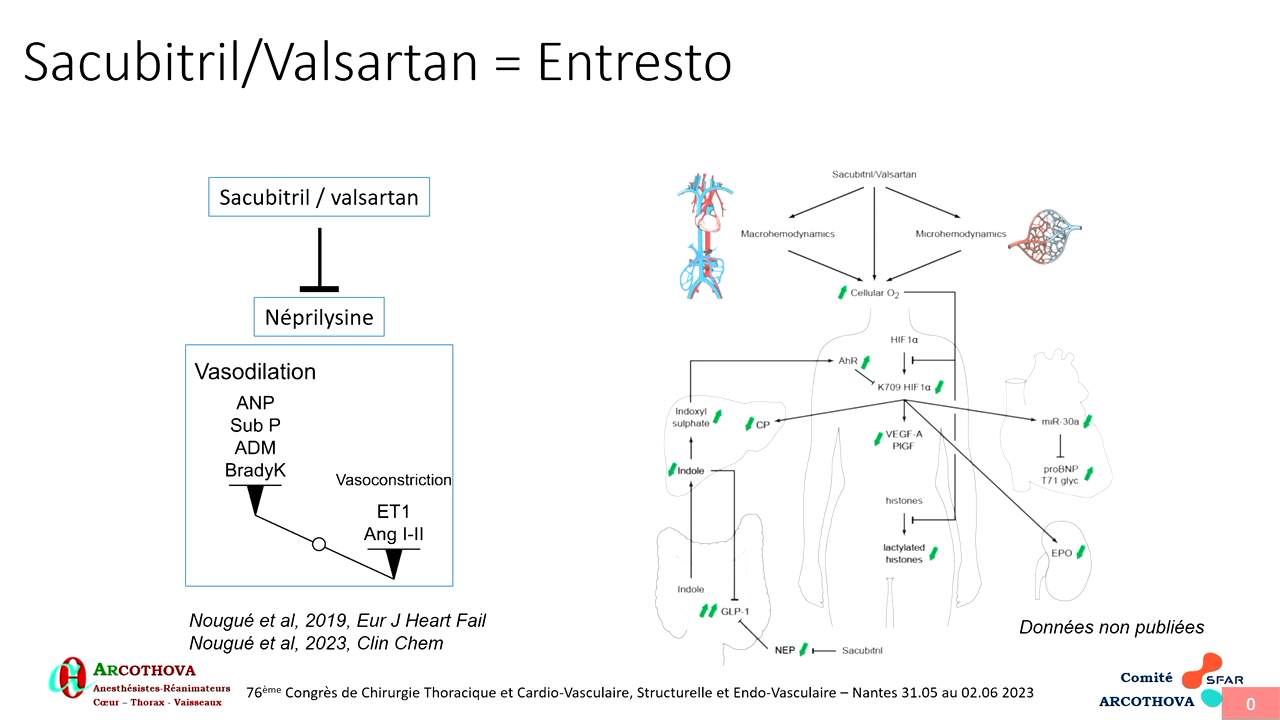 Sacubitril/Valsartan = Entresto
Sacubitril / valsartan
Néprilysine
Vasodilation
ANP
Sub P
ADM
BradyK
Vasoconstriction
ET1
Ang I-II
Nougué et al, 2019, Eur J Heart Fail
Nougué et al, 2023, Clin Chem
Sacubitril/Valsartan
Macrohemodynamics
Microhemodynamics
Cellular O2
HIF1α
AhR
K709 HIF1α
Indoxyl
sulphate
CP
VEGF-A
PlGF
miR-30a
Indole
proBNP
T71 glyc.
histones
lactylated
histones
EPO
Indole
GLP-1
NEP
Sacubitril
Données non publiées
ARCOTHOVA
Anesthésistes-Réanimateurs
Cœur – Thorax - Vaisseaux
76ème Congrès de Chirurgie Thoracique et Cardio-Vasculaire, Structurelle et Endo-Vasculaire – Nantes 31.05 au 02.06 2023
Comité
ARCOTHOVA
SFAR
0